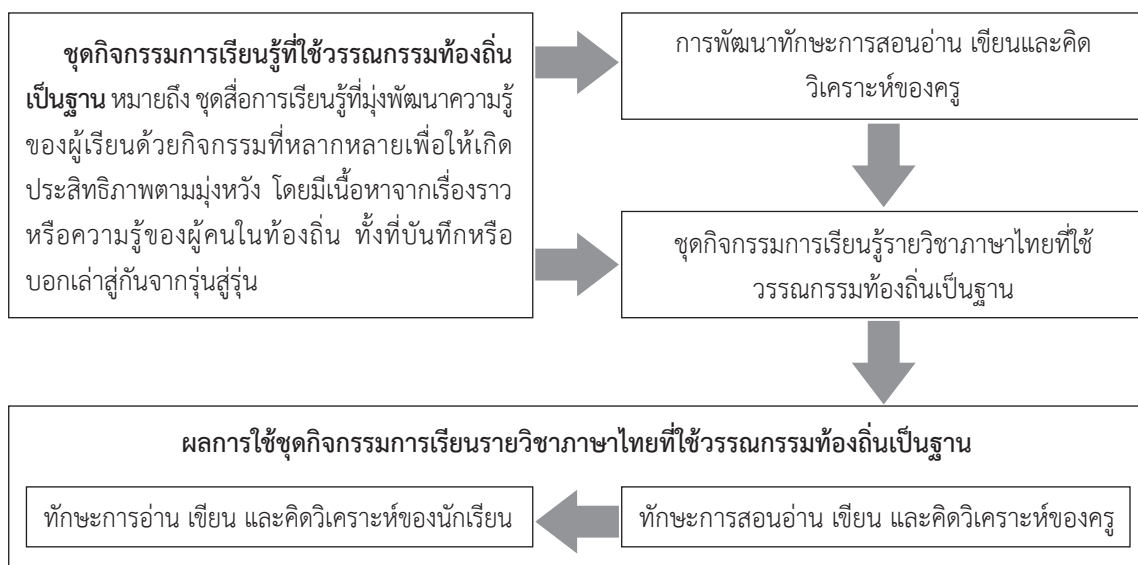 ชุดกิจกรรมการเรียนรู้ที่ใช้วรรณกรรมท้องถิ่น
เป็นฐาน หมายถึง ชุดสื่อการเรียนรู้ที่มุ่งพัฒนาความรู้
ของผู้เรียนด้วยกิจกรรมที่หลากหลายเพื่อให้เกิด
ประสิทธิภาพตามมุ่งหวัง โดยมีเนื้อหาจากเรื่องราว
หรือความรู้ของผู้คนในท้องถิ่น ทั้งที่บันทึกหรือ
บอกเล่าสู่กันจากรุ่นสู่รุ่น
การพัฒนาทักษะการสอนอ่าน เขียนและคิด
วิเคราะห์ของครู
ชุดกิจกรรมการเรียนรู้รายวิชาภาษาไทยที่ใช้
วรรณกรรมท้องถิ่นเป็นฐาน
ผลการใช้ชุดกิจกรรมการเรียนรายวิชาภาษาไทยที่ใช้วรรณกรรมท้องถิ่นเป็นฐาน
ทักษะการอ่าน เขียน และคิดวิเคราะห์ของนักเรียน
ทักษะการสอนอ่าน เขียน และคิดวิเคราะห์ของครู